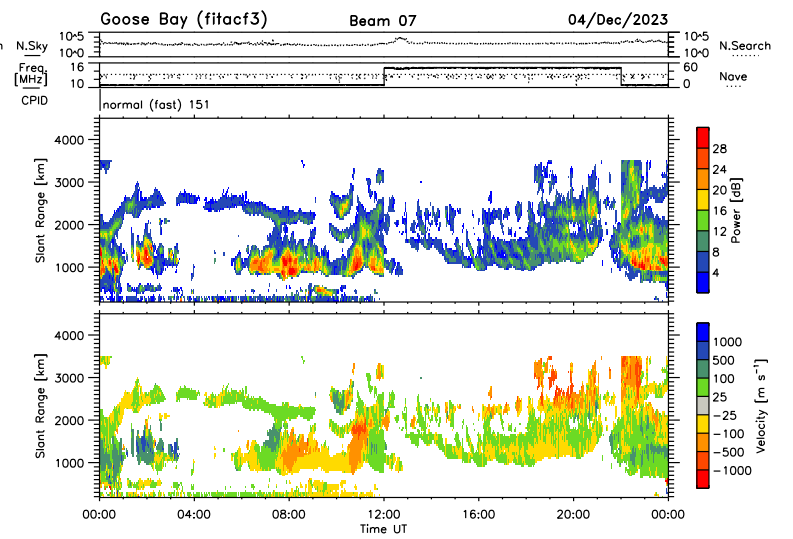 Goose Bay (fitacf3) Beam 07 04/Dec/2023
n N.Sky 10^5 10^0 10^5 10^0 N.Search
Freq. [MHz] 16 10 60 0 Nave
CPID normal (fast) 151
Slant Range [km] 4000 3000 2000 1000
28 24 20 16 12 8 4 Power [dB]
Slant Range [km] 4000 3000 2000 1000
1000 500 100 25 −25 −100 −500 −1000 Velocity [m s⁻¹]
00:00 04:00 08:00 12:00 16:00 20:00 00:00
Time UT